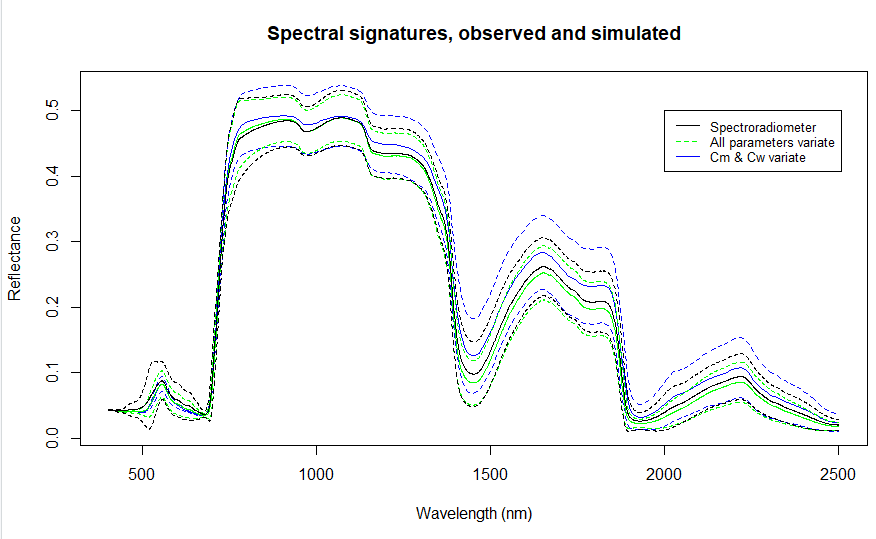 Spectral signatures, observed and simulated
Spectroradiometer
All parameters variate
Cm & Cw variate
Reflectance
0.5
0.4
0.3
0.2
0.1
0.0
500
1000
1500
2000
2500
Wavelength (nm)